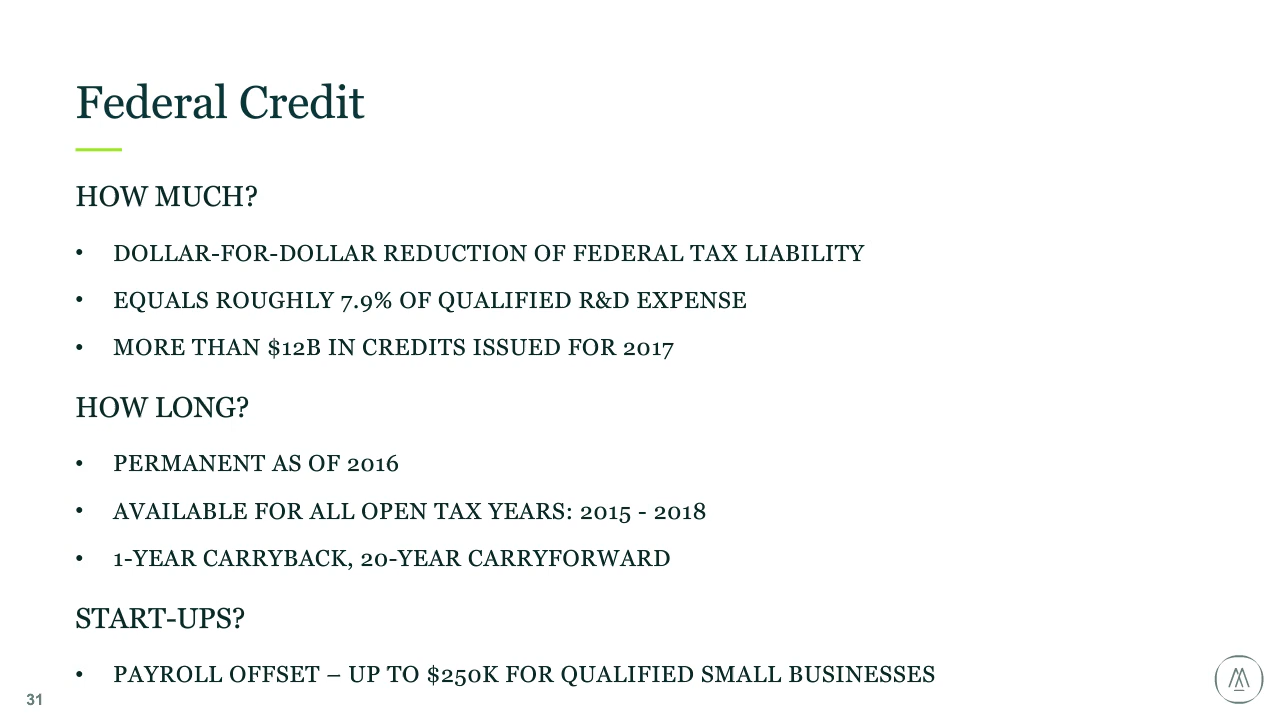 Federal Credit
HOW MUCH?
• DOLLAR-FOR-DOLLAR REDUCTION OF FEDERAL TAX LIABILITY
• EQUALS ROUGHLY 7.9% OF QUALIFIED R&D EXPENSE
• MORE THAN $12B IN CREDITS ISSUED FOR 2017
HOW LONG?
• PERMANENT AS OF 2016
• AVAILABLE FOR ALL OPEN TAX YEARS: 2015 - 2018
• 1-YEAR CARRYBACK, 20-YEAR CARRYFORWARD
START-UPS?
• PAYROLL OFFSET – UP TO $250K FOR QUALIFIED SMALL BUSINESSES
31